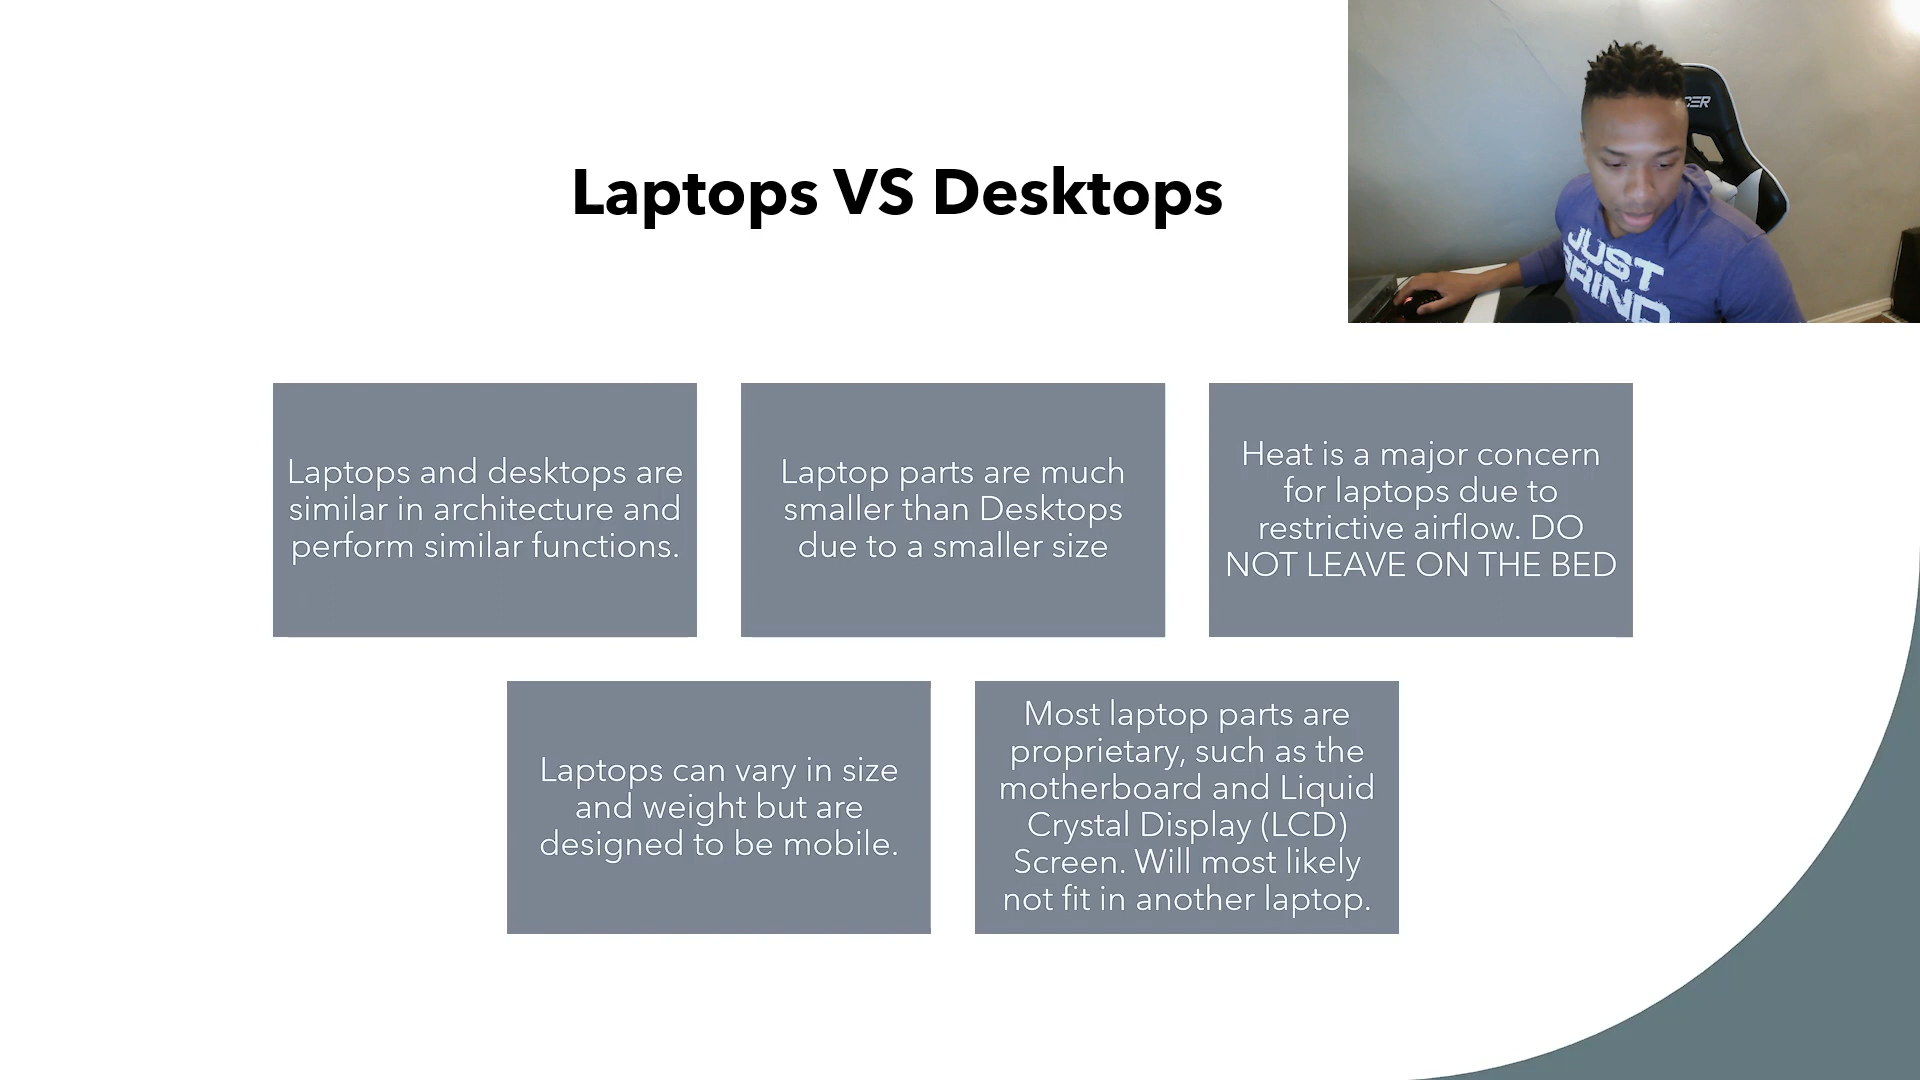 Laptops VS Desktops
CER
JUST
GRIND
Laptops and desktops are
similar in architecture and
perform similar functions.
Laptop parts are much
smaller than Desktops
due to a smaller size
Heat is a major concern
for laptops due to
restrictive airflow. DO
NOT LEAVE ON THE BED
Laptops can vary in size
and weight but are
designed to be mobile.
Most laptop parts are
proprietary, such as the
motherboard and Liquid
Crystal Display (LCD)
Screen. Will most likely
not fit in another laptop.